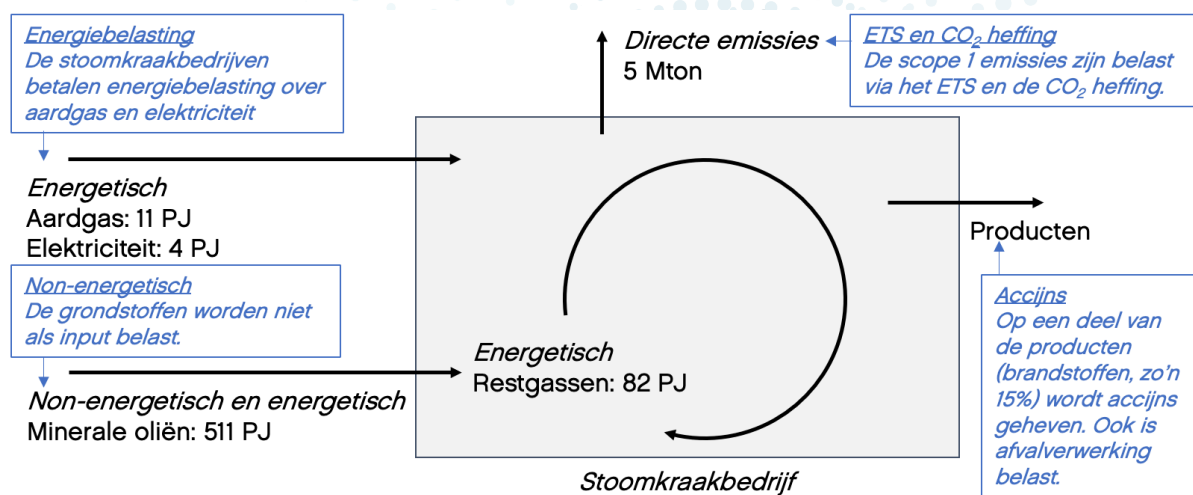 Energiebelasting
De stoomkraakbedrijven
betalen energiebelasting over
aardgas en elektriciteit
Directe emissies
5 Mton
ETS en CO₂ heffing
De scope 1 emissies zijn belast
via het ETS en de CO₂ heffing.
Energetisch
Aardgas: 11 PJ
Elektriciteit: 4 PJ
Producten
Non-energetisch
De grondstoffen worden niet
als input belast.
Accijns
Op een deel van
de producten
(brandstoffen, zo'n
15%) wordt accijns
geheven. Ook is
afvalverwerking
belast.
Energetisch
Restgassen: 82 PJ
Non-energetisch en energetisch
Minerale oliën: 511 PJ
Stoomkraakbedrijf